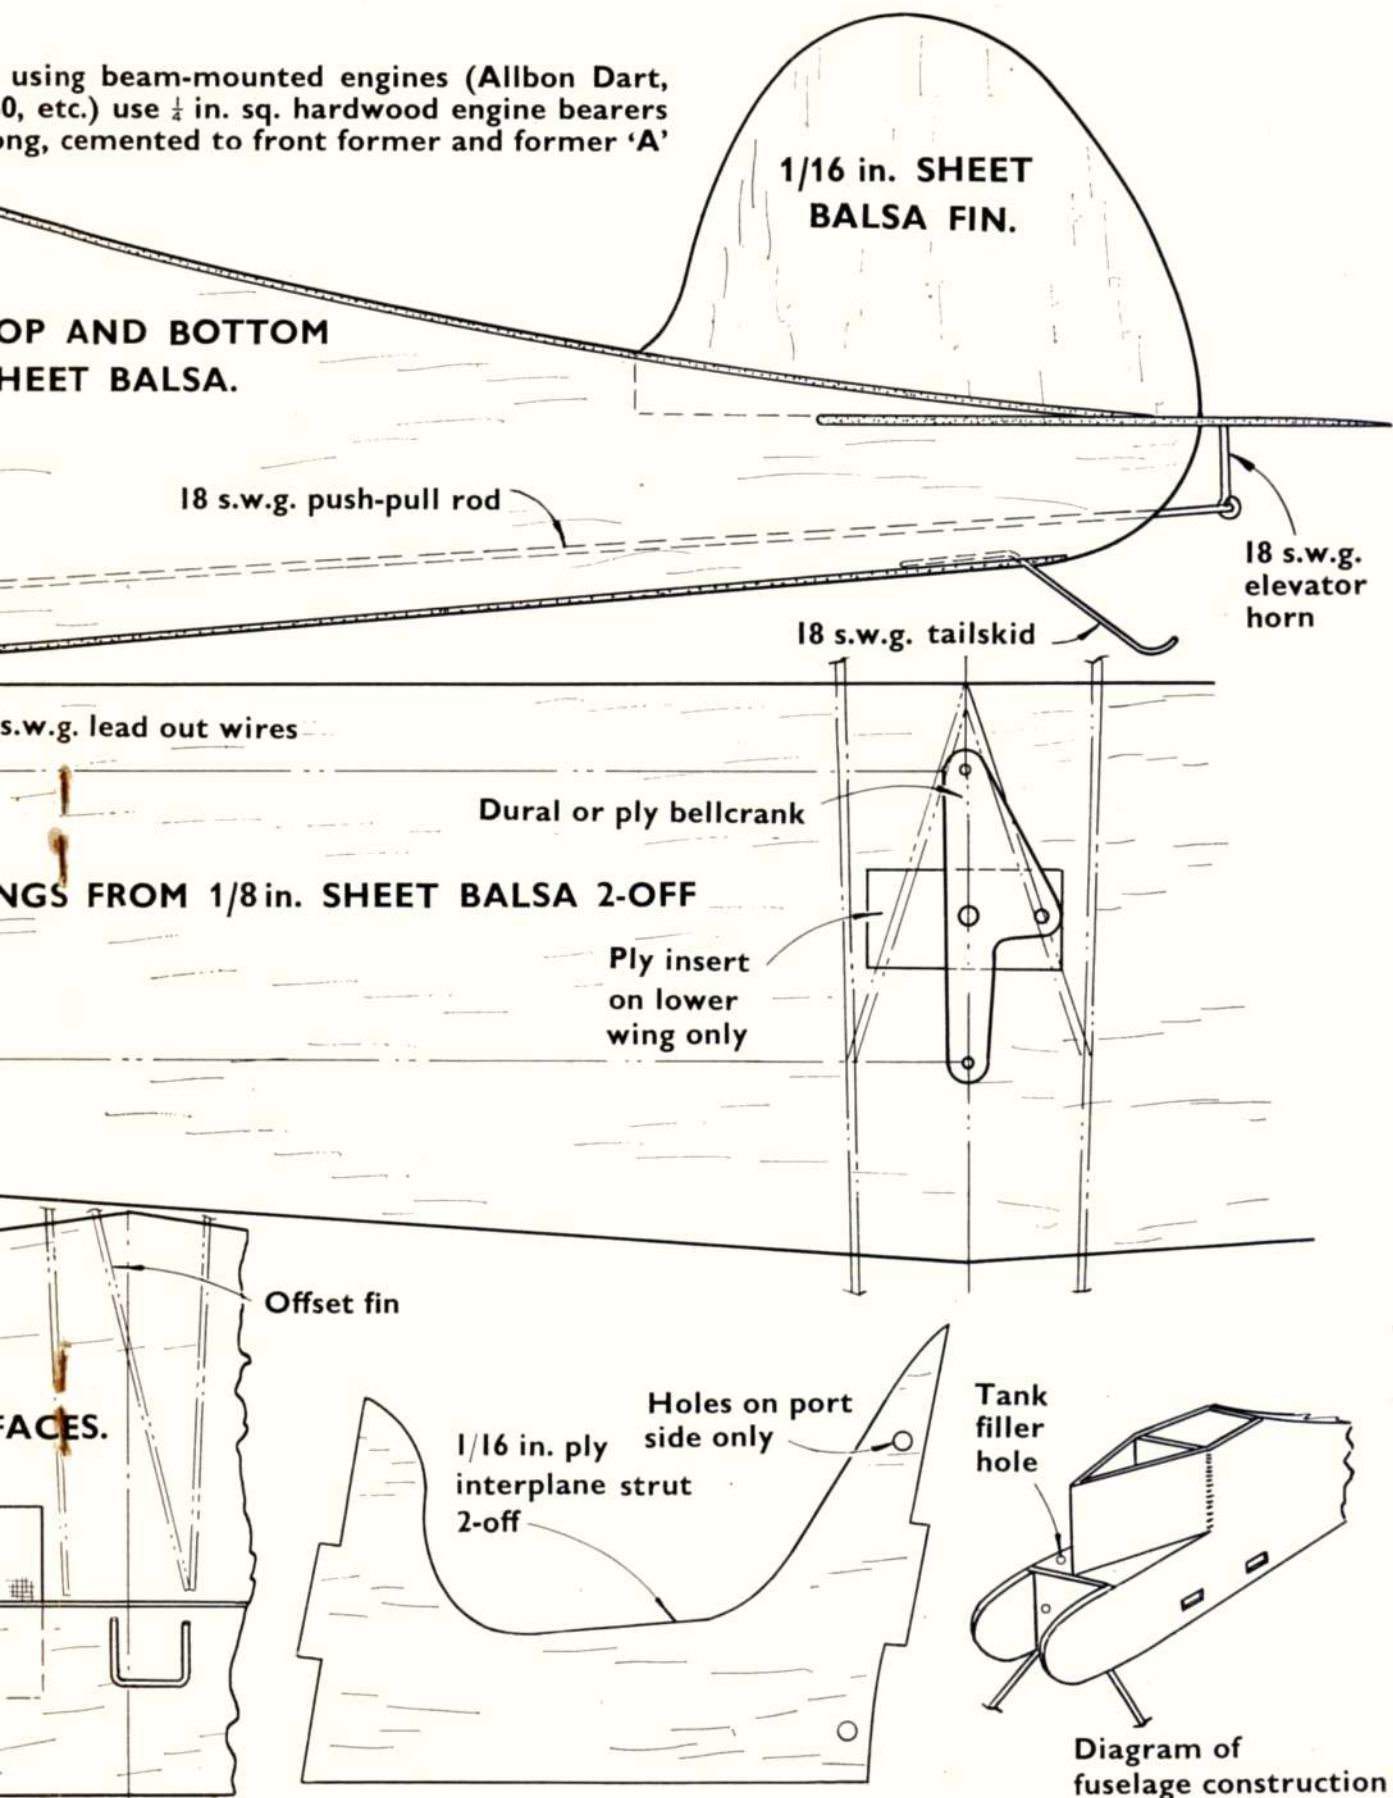 using beam-mounted engines (Allbon Dart,
0, etc.) use ¼ in. sq. hardwood engine bearers
ong, cemented to front former and former ‘A’
1/16 in. SHEET
BALSA FIN.
OP AND BOTTOM
HEET BALSA.
18 s.w.g. push-pull rod
18 s.w.g.
elevator
horn
18 s.w.g. tailskid
s.w.g. lead out wires
Dural or ply bellcrank
NGS FROM 1/8 in. SHEET BALSA 2-OFF
Ply insert
on lower
wing only
Offset fin
FACES.
Holes on port
side only
1/16 in. ply
interplane strut
2-off
Tank
filler
hole
Diagram of
fuselage construction